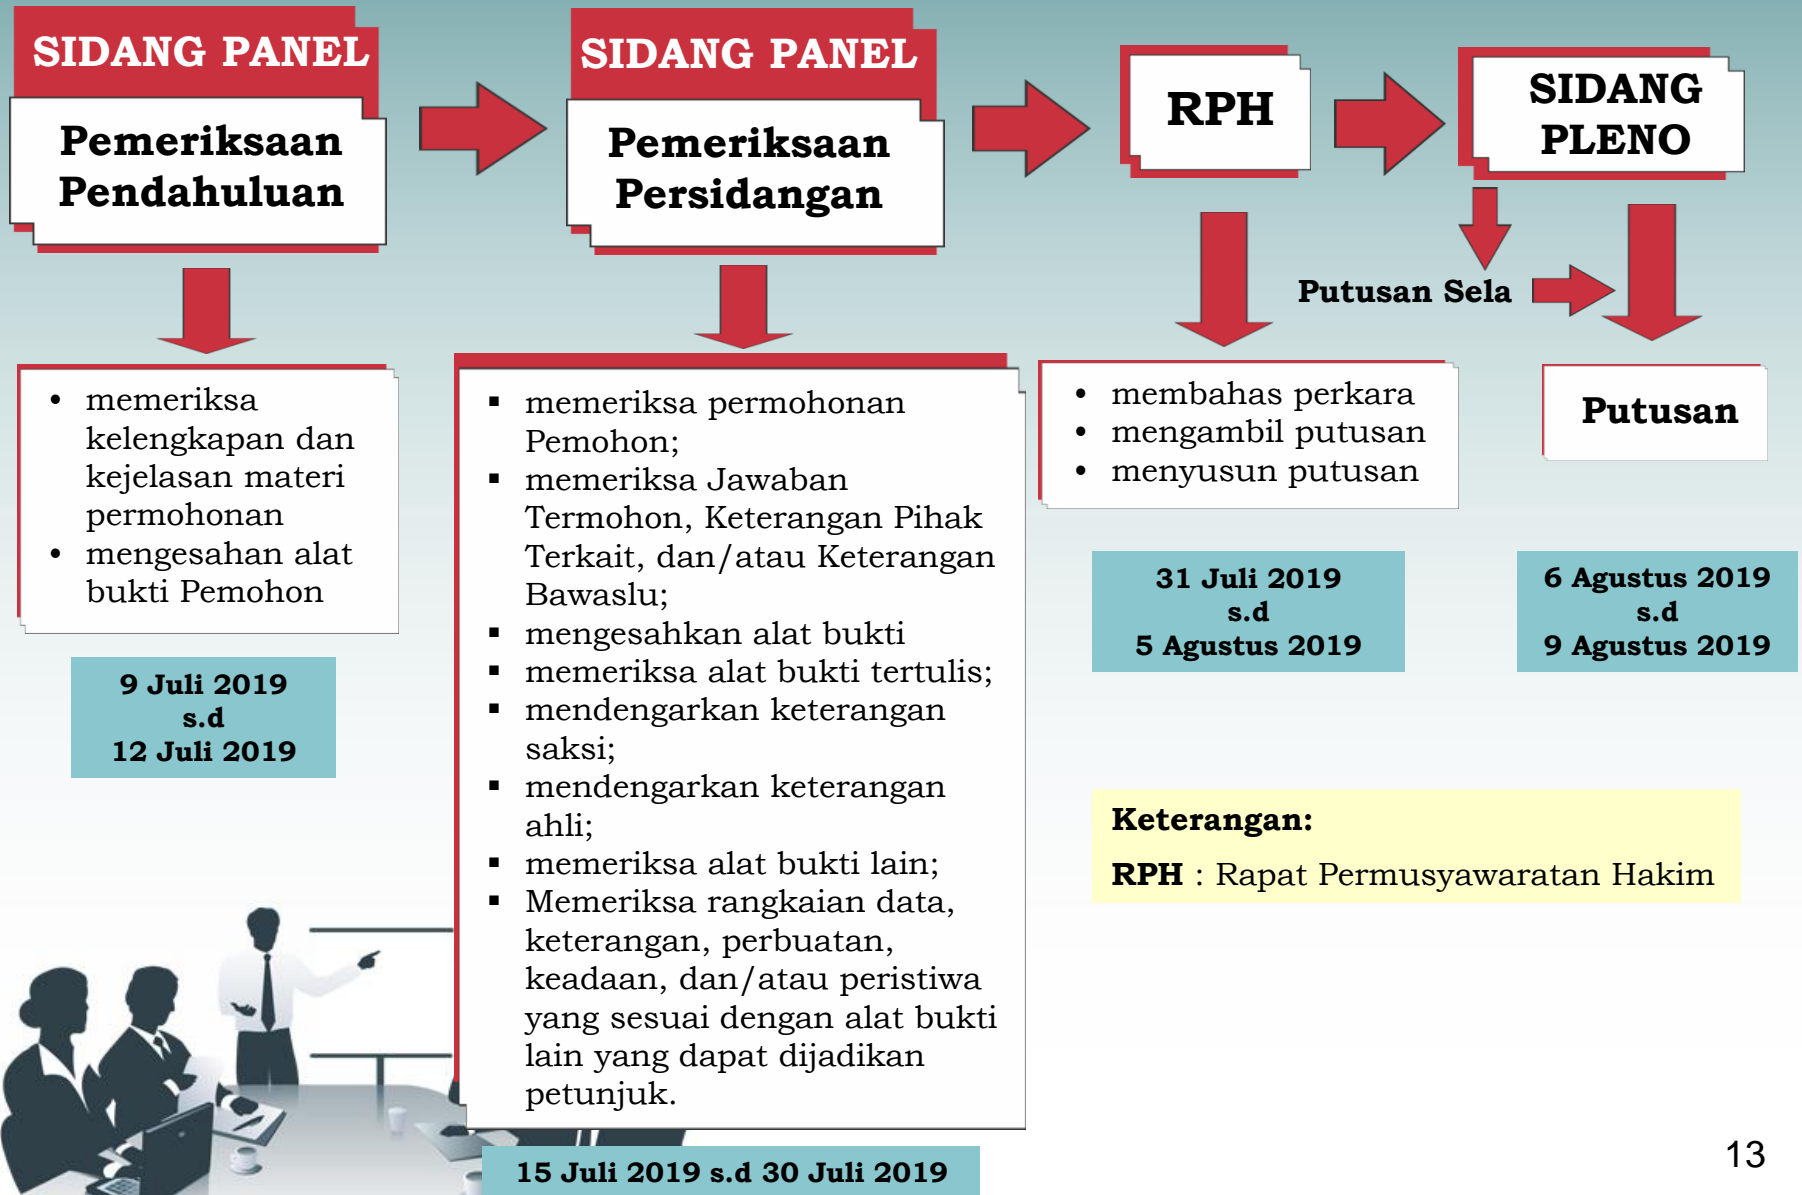 SIDANG PANEL
Pemeriksaan
Pendahuluan
• memeriksa
kelengkapan dan
kejelasan materi
permohonan
• mengesahan alat
bukti Pemohon
9 Juli 2019
s.d
12 Juli 2019
SIDANG PANEL
Pemeriksaan
Persidangan
▪ memeriksa permohonan
Pemohon;
▪ memeriksa Jawaban
Termohon, Keterangan Pihak
Terkait, dan/atau Keterangan
Bawaslu;
▪ mengesahkan alat bukti
▪ memeriksa alat bukti tertulis;
▪ mendengarkan keterangan
saksi;
▪ mendengarkan keterangan
ahli;
▪ memeriksa alat bukti lain;
▪ Memeriksa rangkaian data,
keterangan, perbuatan,
keadaan, dan/atau peristiwa
yang sesuai dengan alat bukti
lain yang dapat dijadikan
petunjuk.
15 Juli 2019 s.d 30 Juli 2019
RPH
• membahas perkara
• mengambil putusan
• menyusun putusan
31 Juli 2019
s.d
5 Agustus 2019
SIDANG
PLENO
Putusan Sela
Putusan
6 Agustus 2019
s.d
9 Agustus 2019
Keterangan:
RPH : Rapat Permusyawaratan Hakim
13